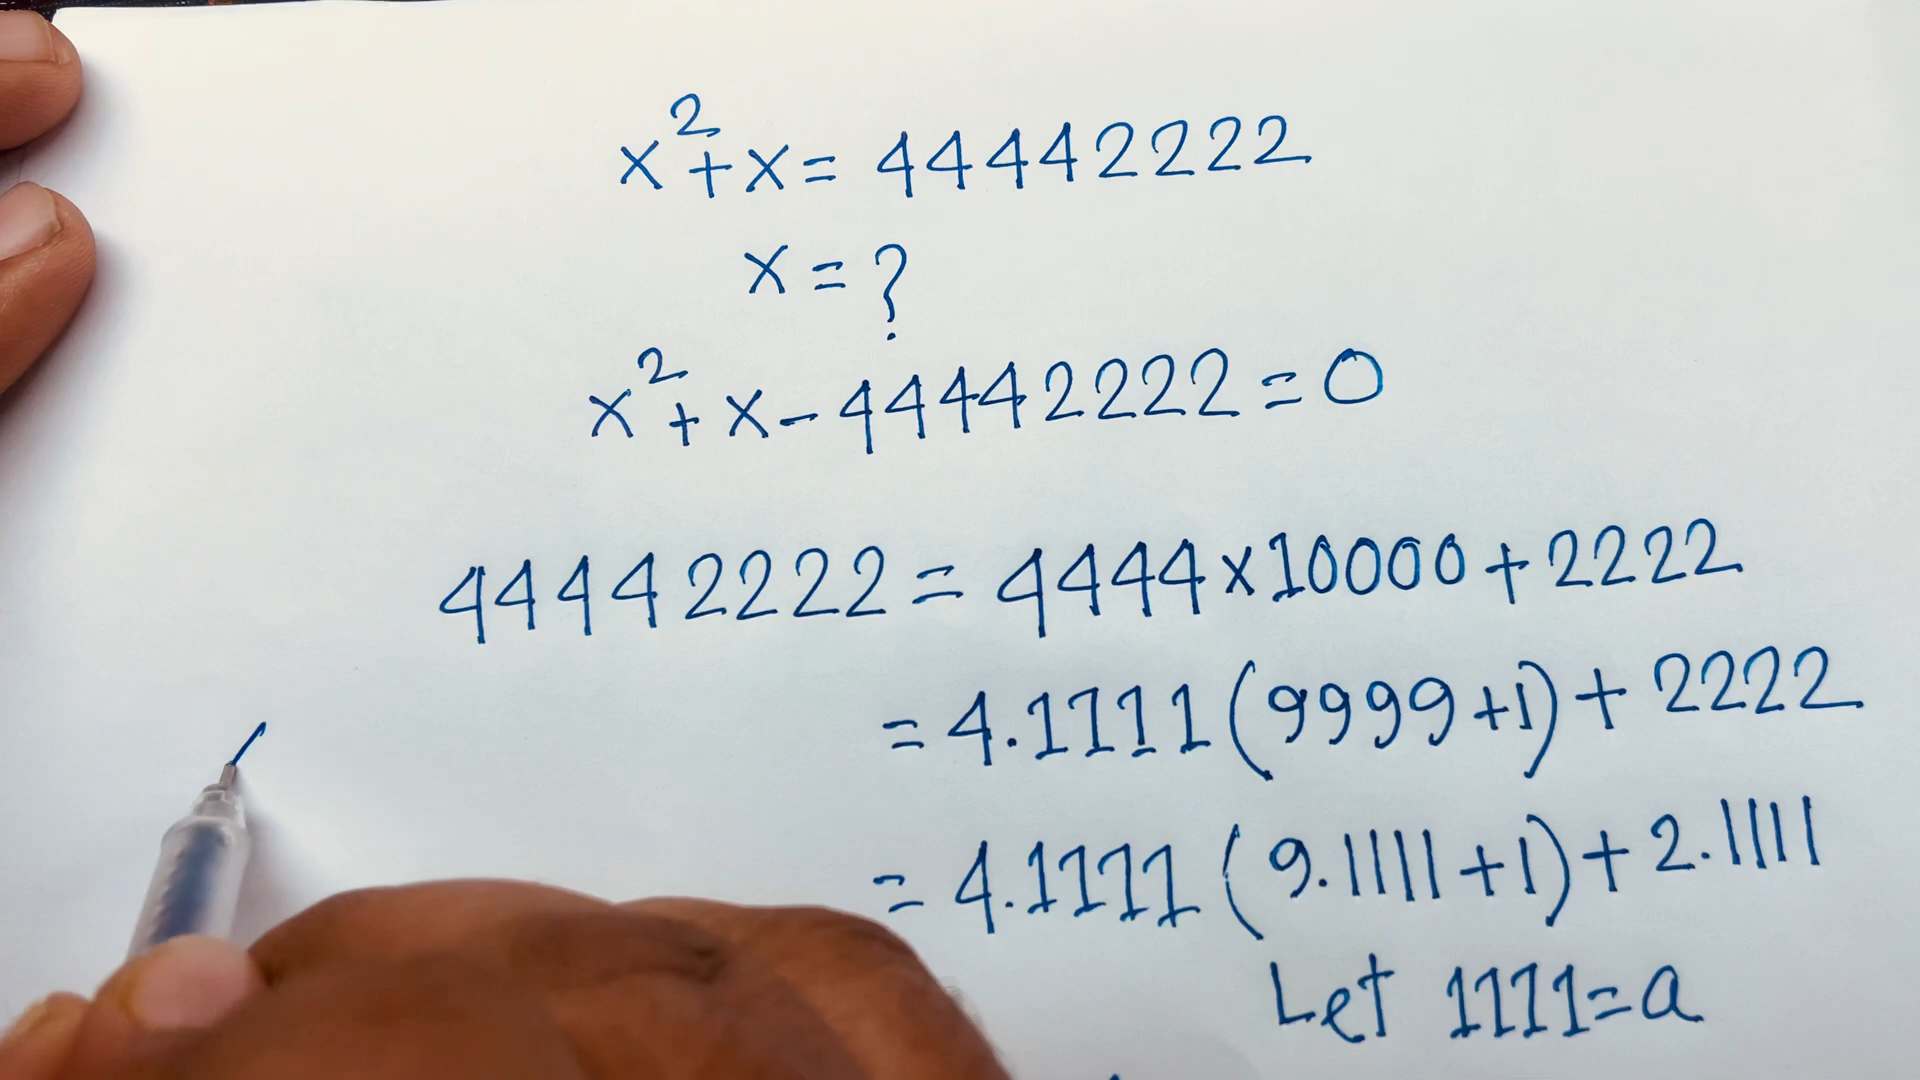 x²+x=44442222
x=?
x²+x-44442222=0
44442222=4444×10000+2222
=4.1111(9999+1)+2222
=4.1111(9.1111+1)+2.1111
Let 1111=a